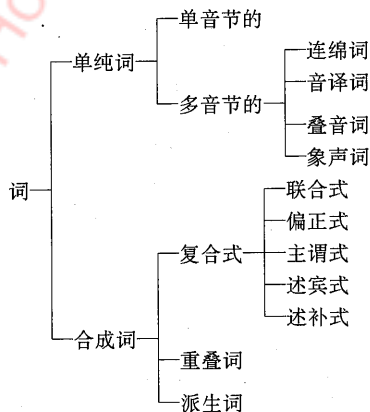 单音节的
连绵词
单纯词
音译词
多音节的
叠音词
象声词
词
联合式
偏正式
复合式
主谓式
述宾式
述补式
合成词
重叠词
派生词